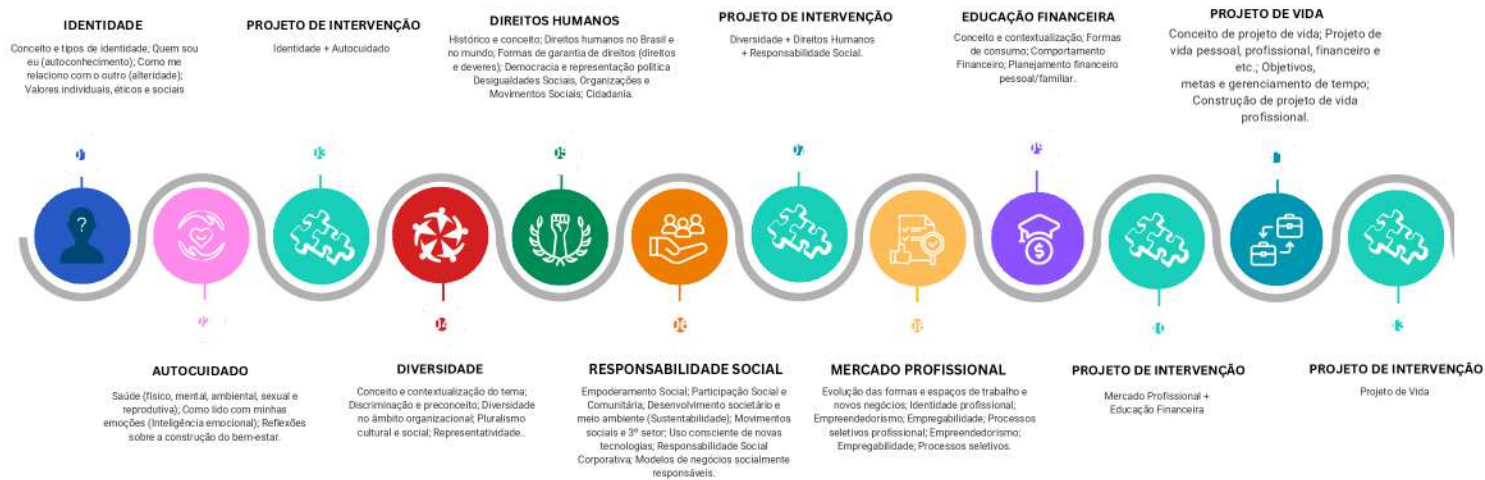 IDENTIDADE
Conceito e tipos de identidade; Quem sou
eu (autoconhecimento); Como me
relaciono com o outro (alteridade);
Valores individuais, éticos e sociais
PROJETO DE INTERVENÇÃO
Identidade + Autocuidado
DIREITOS HUMANOS
Histórico e conceito; Direitos humanos no Brasil e
no mundo; Formas de garantia de direitos (direitos
e deveres); Democracia e representação política
Desigualdades Sociais, Organizações e
Movimentos Sociais; Cidadania.
PROJETO DE INTERVENÇÃO
Diversidade + Direitos Humanos
+ Responsabilidade Social.
EDUCAÇÃO FINANCEIRA
Conceito e contextualização; Formas
de consumo; Comportamento
Financeiro; Planejamento financeiro
pessoal/familiar.
PROJETO DE VIDA
Conceito de projeto de vida; Projeto de
vida pessoal, profissional, financeiro e
etc.; Objetivos,
metas e gerenciamento de tempo;
Construção de projeto de vida
profissional.
03
07
?
$
04
06
08
AUTOCUIDADO
Saúde (físico, mental, ambiental, sexual e
reprodutiva); Como lido com minhas
emoções (Inteligência emocional); Reflexões
sobre a construção do bem-estar.
DIVERSIDADE
Conceito e contextualização do tema;
Discriminação e preconceito; Diversidade
no âmbito organizacional; Pluralismo
cultural e social; Representatividade..
RESPONSABILIDADE SOCIAL
Empoderamento Social; Participação Social e
Comunitária; Desenvolvimento societário e
meio ambiente (Sustentabilidade); Movimentos
sociais e 3º setor; Uso consciente de novas
tecnologias; Responsabilidade Social
Corporativa; Modelos de negócios socialmente
responsáveis.
MERCADO PROFISSIONAL
Evolução das formas e espaços de trabalho e
novos negócios; Identidade profissional;
Empreendedorismo; Empregabilidade; Processos
seletivos profissional; Empreendedorismo;
Empregabilidade; Processos seletivos.
PROJETO DE INTERVENÇÃO
Mercado Profissional +
Educação Financeira
PROJETO DE INTERVENÇÃO
Projeto de Vida